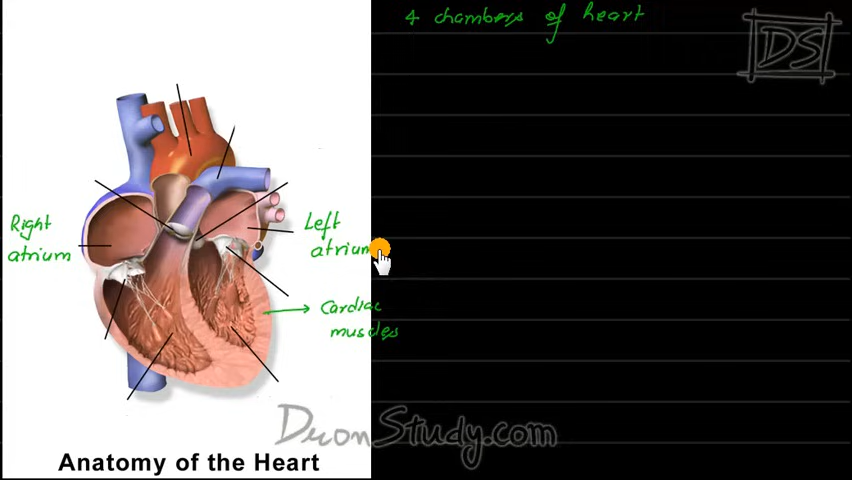 4 chambers of heart
DS
Right
atrium
Left
atrium
Cardiac
muscles
DronStudy.com
Anatomy of the Heart